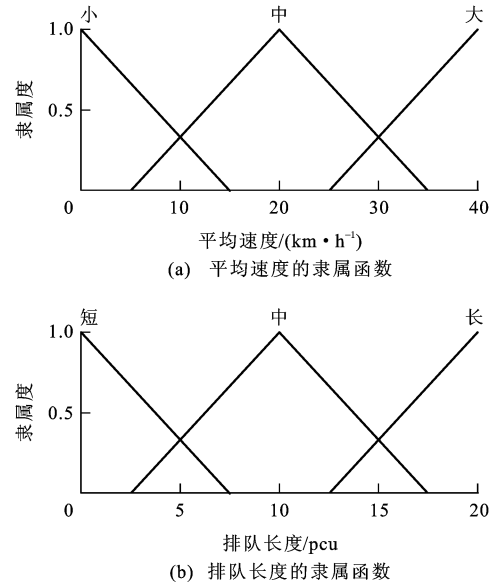 小 中 大
1.0
0.5
隶属度
0 10 20 30 40
平均速度/(km·h⁻¹)
(a) 平均速度的隶属函数
短 中 长
1.0
0.5
隶属度
0 5 10 15 20
排队长度/pcu
(b) 排队长度的隶属函数